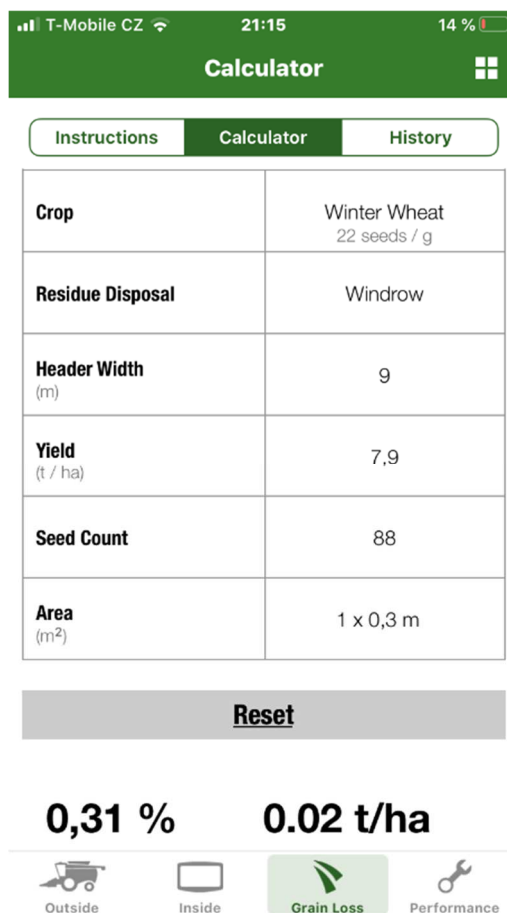 T-Mobile CZ 21:15 14 %
Calculator
Instructions Calculator History
Crop Winter Wheat
22 seeds / g
Residue Disposal Windrow
Header Width 9
(m)
Yield 7,9
(t / ha)
Seed Count 88
Area 1 x 0,3 m
(m²)
Reset
0,31 % 0.02 t/ha
Outside Inside Grain Loss Performance